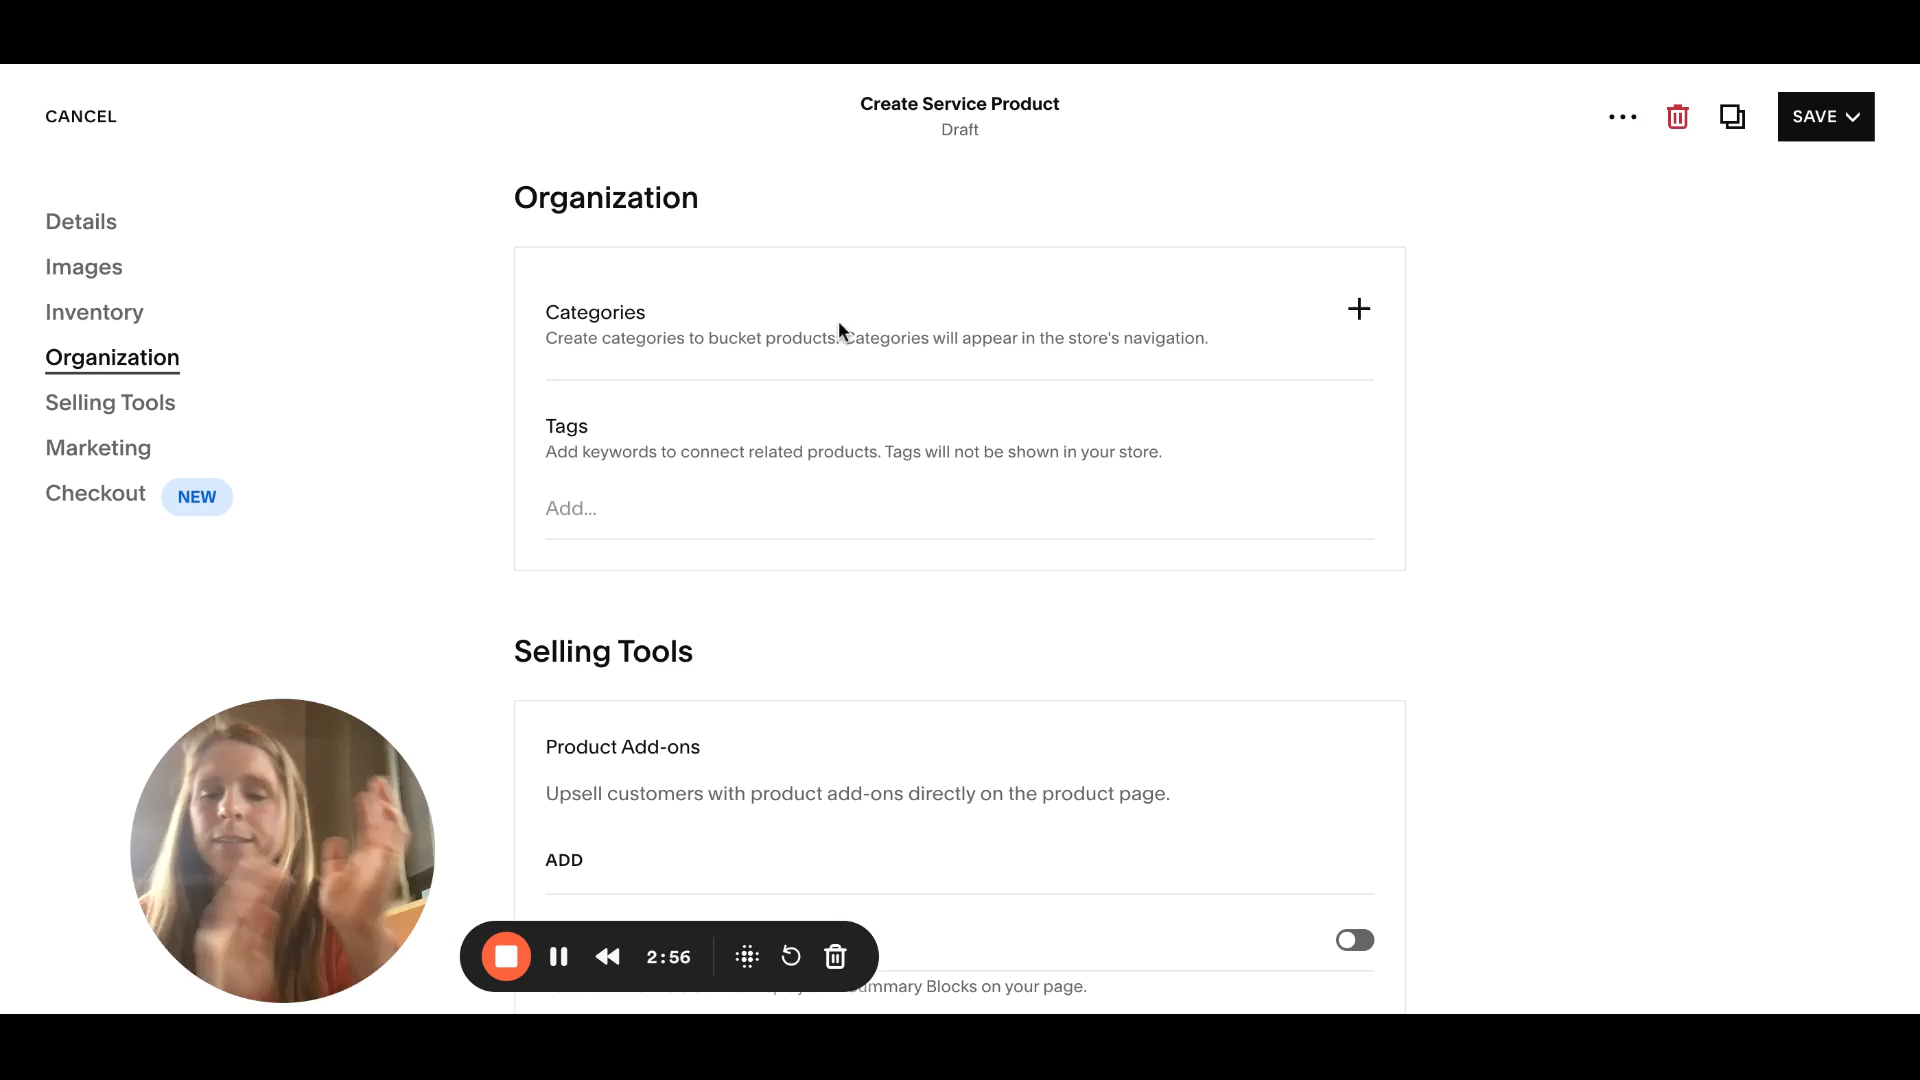 CANCEL
Create Service Product
Draft
SAVE
Details
Images
Inventory
Organization
Selling Tools
Marketing
Checkout NEW
Organization
Categories
Create categories to bucket products. Categories will appear in the store's navigation.
Tags
Add keywords to connect related products. Tags will not be shown in your store.
Add...
Selling Tools
Product Add-ons
Upsell customers with product add-ons directly on the product page.
ADD
2:56
Blocks on your page.